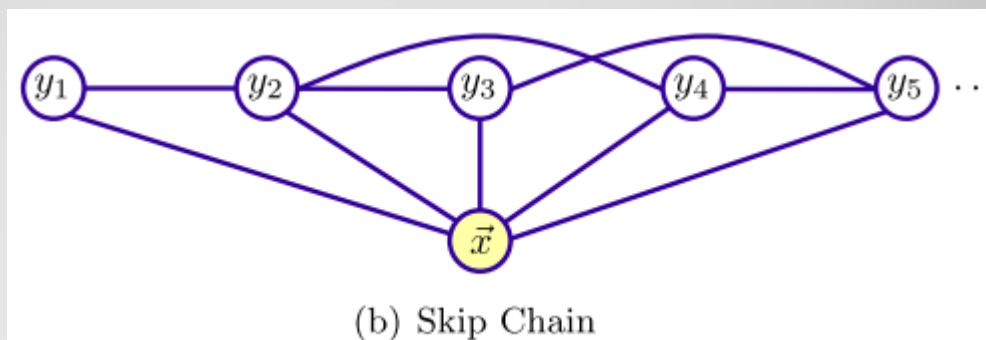 y₁ y₂ y₃ y₄ y₅ ··
x⃗
(b) Skip Chain